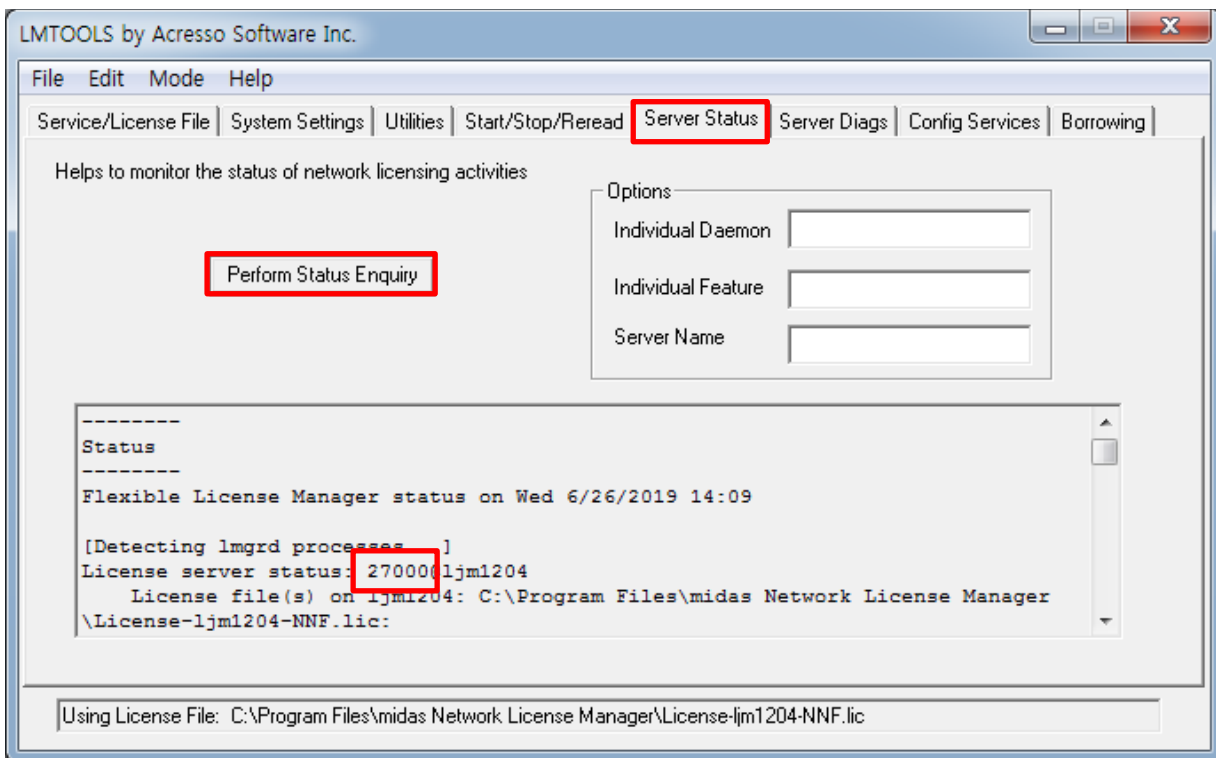 LMTOOLS by Acresso Software Inc.
File Edit Mode Help
Service/License File System Settings Utilities Start/Stop/Reread Server Status Server Diags Config Services Borrowing
Helps to monitor the status of network licensing activities
Options
Individual Daemon
Perform Status Enquiry
Individual Feature
Server Name
--------
Status
--------
Flexible License Manager status on Wed 6/26/2019 14:09
[Detecting lmgrd processes...]
License server status: 27000@ljm1204
License file(s) on ljm1204: C:\Program Files\midas Network License Manager
\License-ljm1204-NNF.lic:
Using License File: C:\Program Files\midas Network License Manager\License-ljm1204-NNF.lic